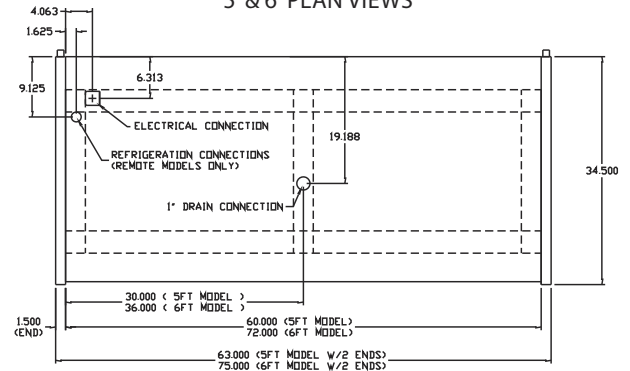 5' & 6' PLAN VIEWS
4.063
1.625
9.125
6.313
ELECTRICAL CONNECTION
19.188
REFRIGERATION CONNECTIONS
(REMOTE MODELS ONLY)
34.500
1" DRAIN CONNECTION
30.000 ( 5FT MODEL )
36.000 ( 6FT MODEL )
1.500
(END)
60.000 (5FT MODEL)
72.000 (6FT MODEL)
63.000 (5FT MODEL W/2 ENDS)
75.000 (6FT MODEL W/2 ENDS)